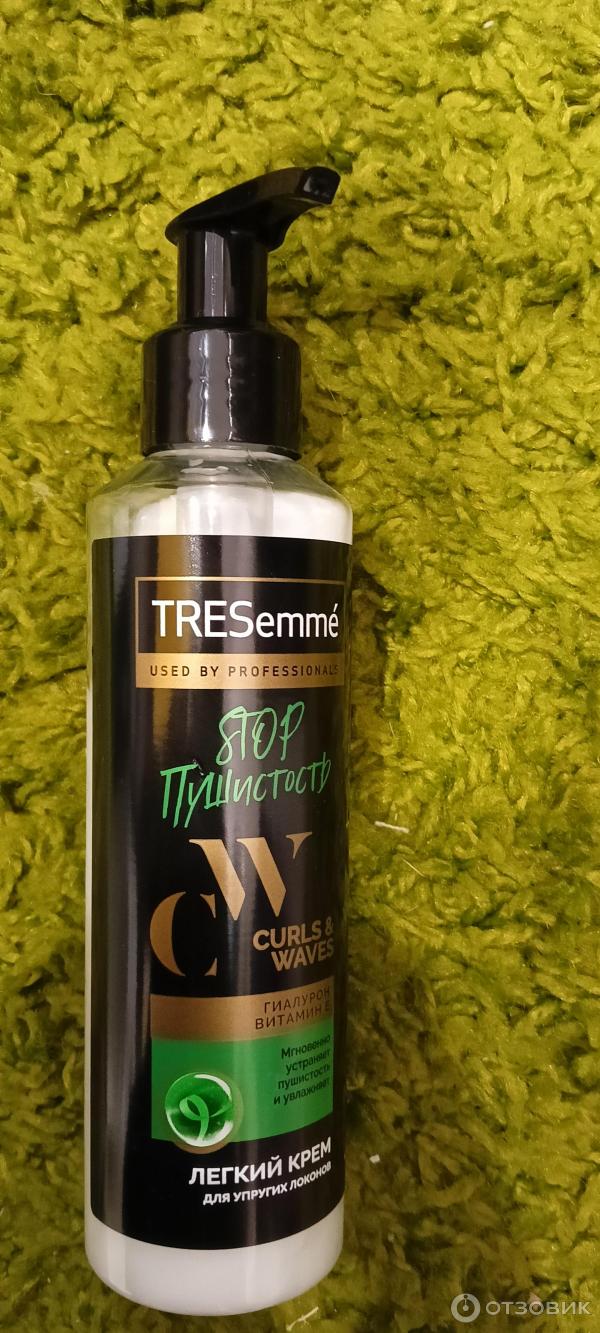 TRESemmé
USED BY PROFESSIONALS
STOP
Пушистость
CW
CURLS &
WAVES
ГИАЛУРОН
ВИТАМИН E
Мгновенно
устраняет
пушистость
и увлажняет
ЛЕГКИЙ КРЕМ
ДЛЯ УПРУГИХ ЛОКОНОВ
ОТЗОВИК